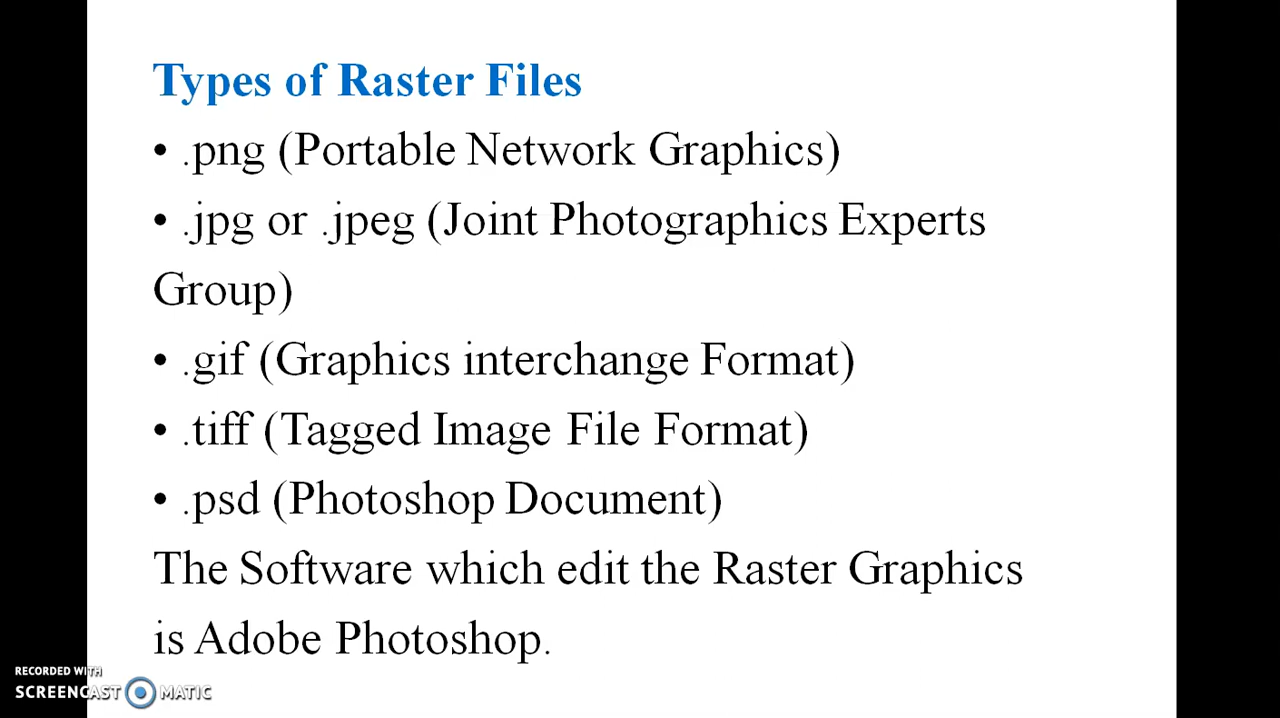 Types of Raster Files
• .png (Portable Network Graphics)
• .jpg or .jpeg (Joint Photographics Experts
Group)
• .gif (Graphics interchange Format)
• .tiff (Tagged Image File Format)
• .psd (Photoshop Document)
The Software which edit the Raster Graphics
is Adobe Photoshop.
RECORDED WITH
SCREENCAST MATIC